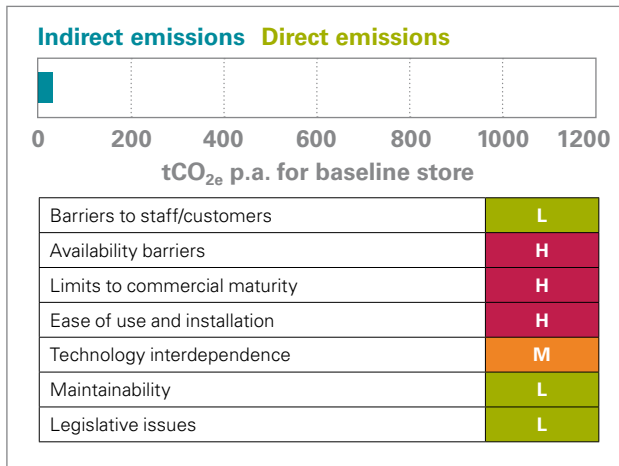 Indirect emissions Direct emissions
0 200 400 600 800 1000 1200
tCO2e p.a. for baseline store
Barriers to staff/customers L
Availability barriers H
Limits to commercial maturity H
Ease of use and installation H
Technology interdependence M
Maintainability L
Legislative issues L